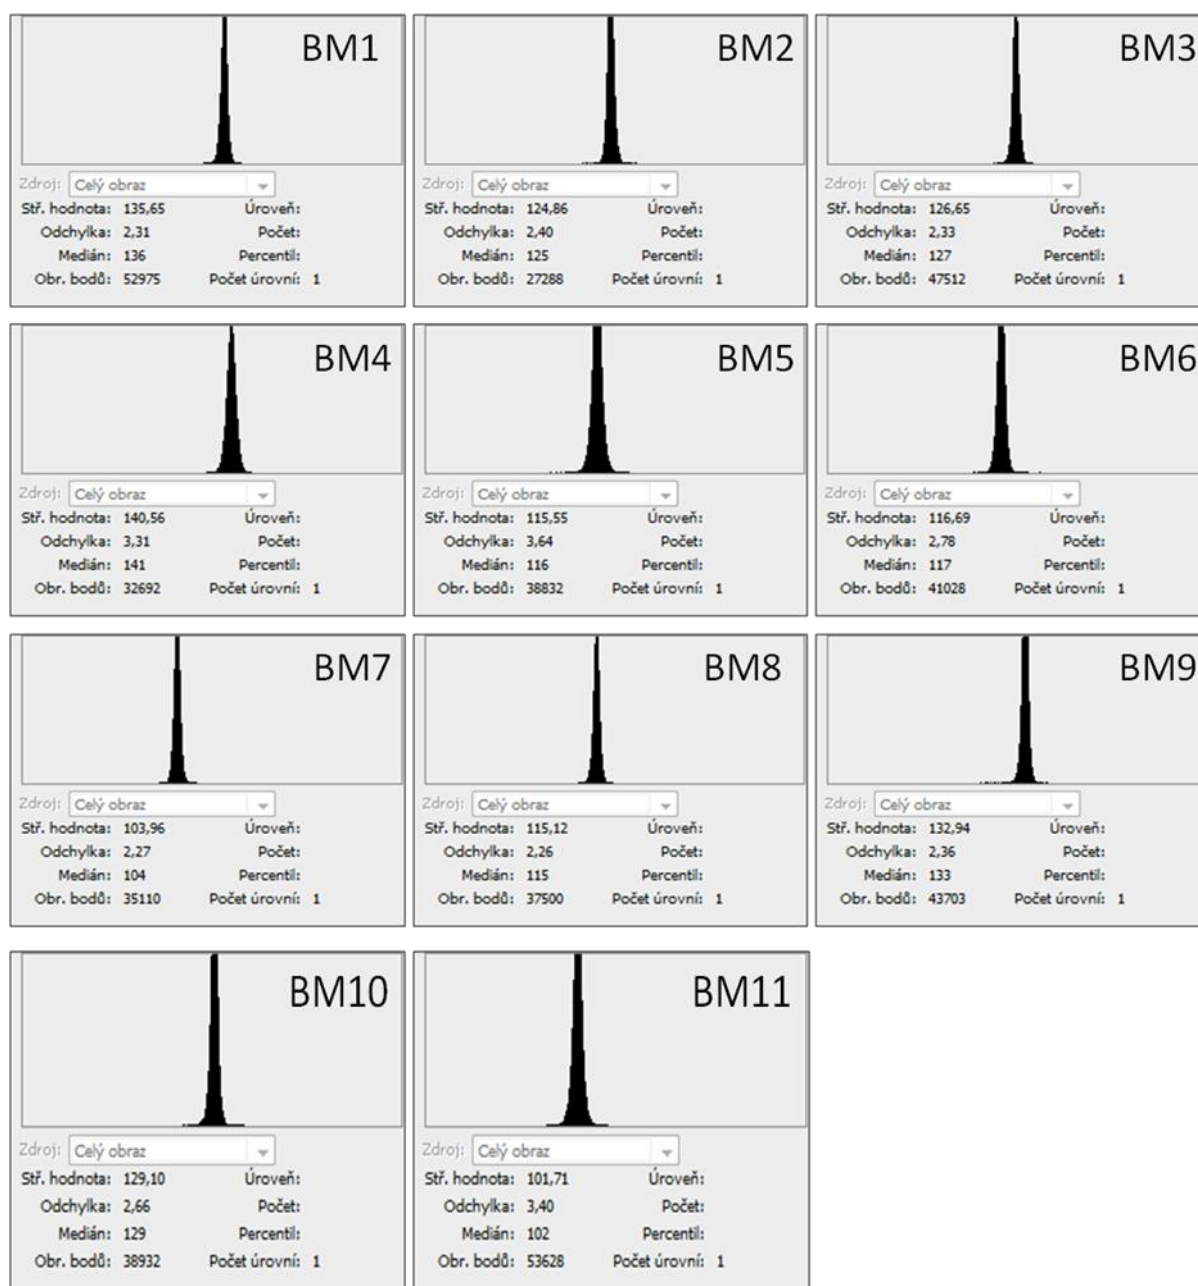 BM1
Zdroj: Celý obraz
Stř. hodnota: 135,65 Úroveň:
Odchylka: 2,31 Počet:
Medián: 136 Percentil:
Obr. bodů: 52975 Počet úrovní: 1
BM2
Zdroj: Celý obraz
Stř. hodnota: 124,86 Úroveň:
Odchylka: 2,40 Počet:
Medián: 125 Percentil:
Obr. bodů: 27288 Počet úrovní: 1
BM3
Zdroj: Celý obraz
Stř. hodnota: 126,65 Úroveň:
Odchylka: 2,33 Počet:
Medián: 127 Percentil:
Obr. bodů: 47512 Počet úrovní: 1
BM4
Zdroj: Celý obraz
Stř. hodnota: 140,56 Úroveň:
Odchylka: 3,31 Počet:
Medián: 141 Percentil:
Obr. bodů: 32692 Počet úrovní: 1
BM5
Zdroj: Celý obraz
Stř. hodnota: 115,55 Úroveň:
Odchylka: 3,64 Počet:
Medián: 116 Percentil:
Obr. bodů: 38832 Počet úrovní: 1
BM6
Zdroj: Celý obraz
Stř. hodnota: 116,69 Úroveň:
Odchylka: 2,78 Počet:
Medián: 117 Percentil:
Obr. bodů: 41028 Počet úrovní: 1
BM7
Zdroj: Celý obraz
Stř. hodnota: 103,96 Úroveň:
Odchylka: 2,27 Počet:
Medián: 104 Percentil:
Obr. bodů: 35110 Počet úrovní: 1
BM8
Zdroj: Celý obraz
Stř. hodnota: 115,12 Úroveň:
Odchylka: 2,26 Počet:
Medián: 115 Percentil:
Obr. bodů: 37500 Počet úrovní: 1
BM9
Zdroj: Celý obraz
Stř. hodnota: 132,94 Úroveň:
Odchylka: 2,36 Počet:
Medián: 133 Percentil:
Obr. bodů: 43703 Počet úrovní: 1
BM10
Zdroj: Celý obraz
Stř. hodnota: 129,10 Úroveň:
Odchylka: 2,66 Počet:
Medián: 129 Percentil:
Obr. bodů: 38932 Počet úrovní: 1
BM11
Zdroj: Celý obraz
Stř. hodnota: 101,71 Úroveň:
Odchylka: 3,40 Počet:
Medián: 102 Percentil:
Obr. bodů: 53628 Počet úrovní: 1